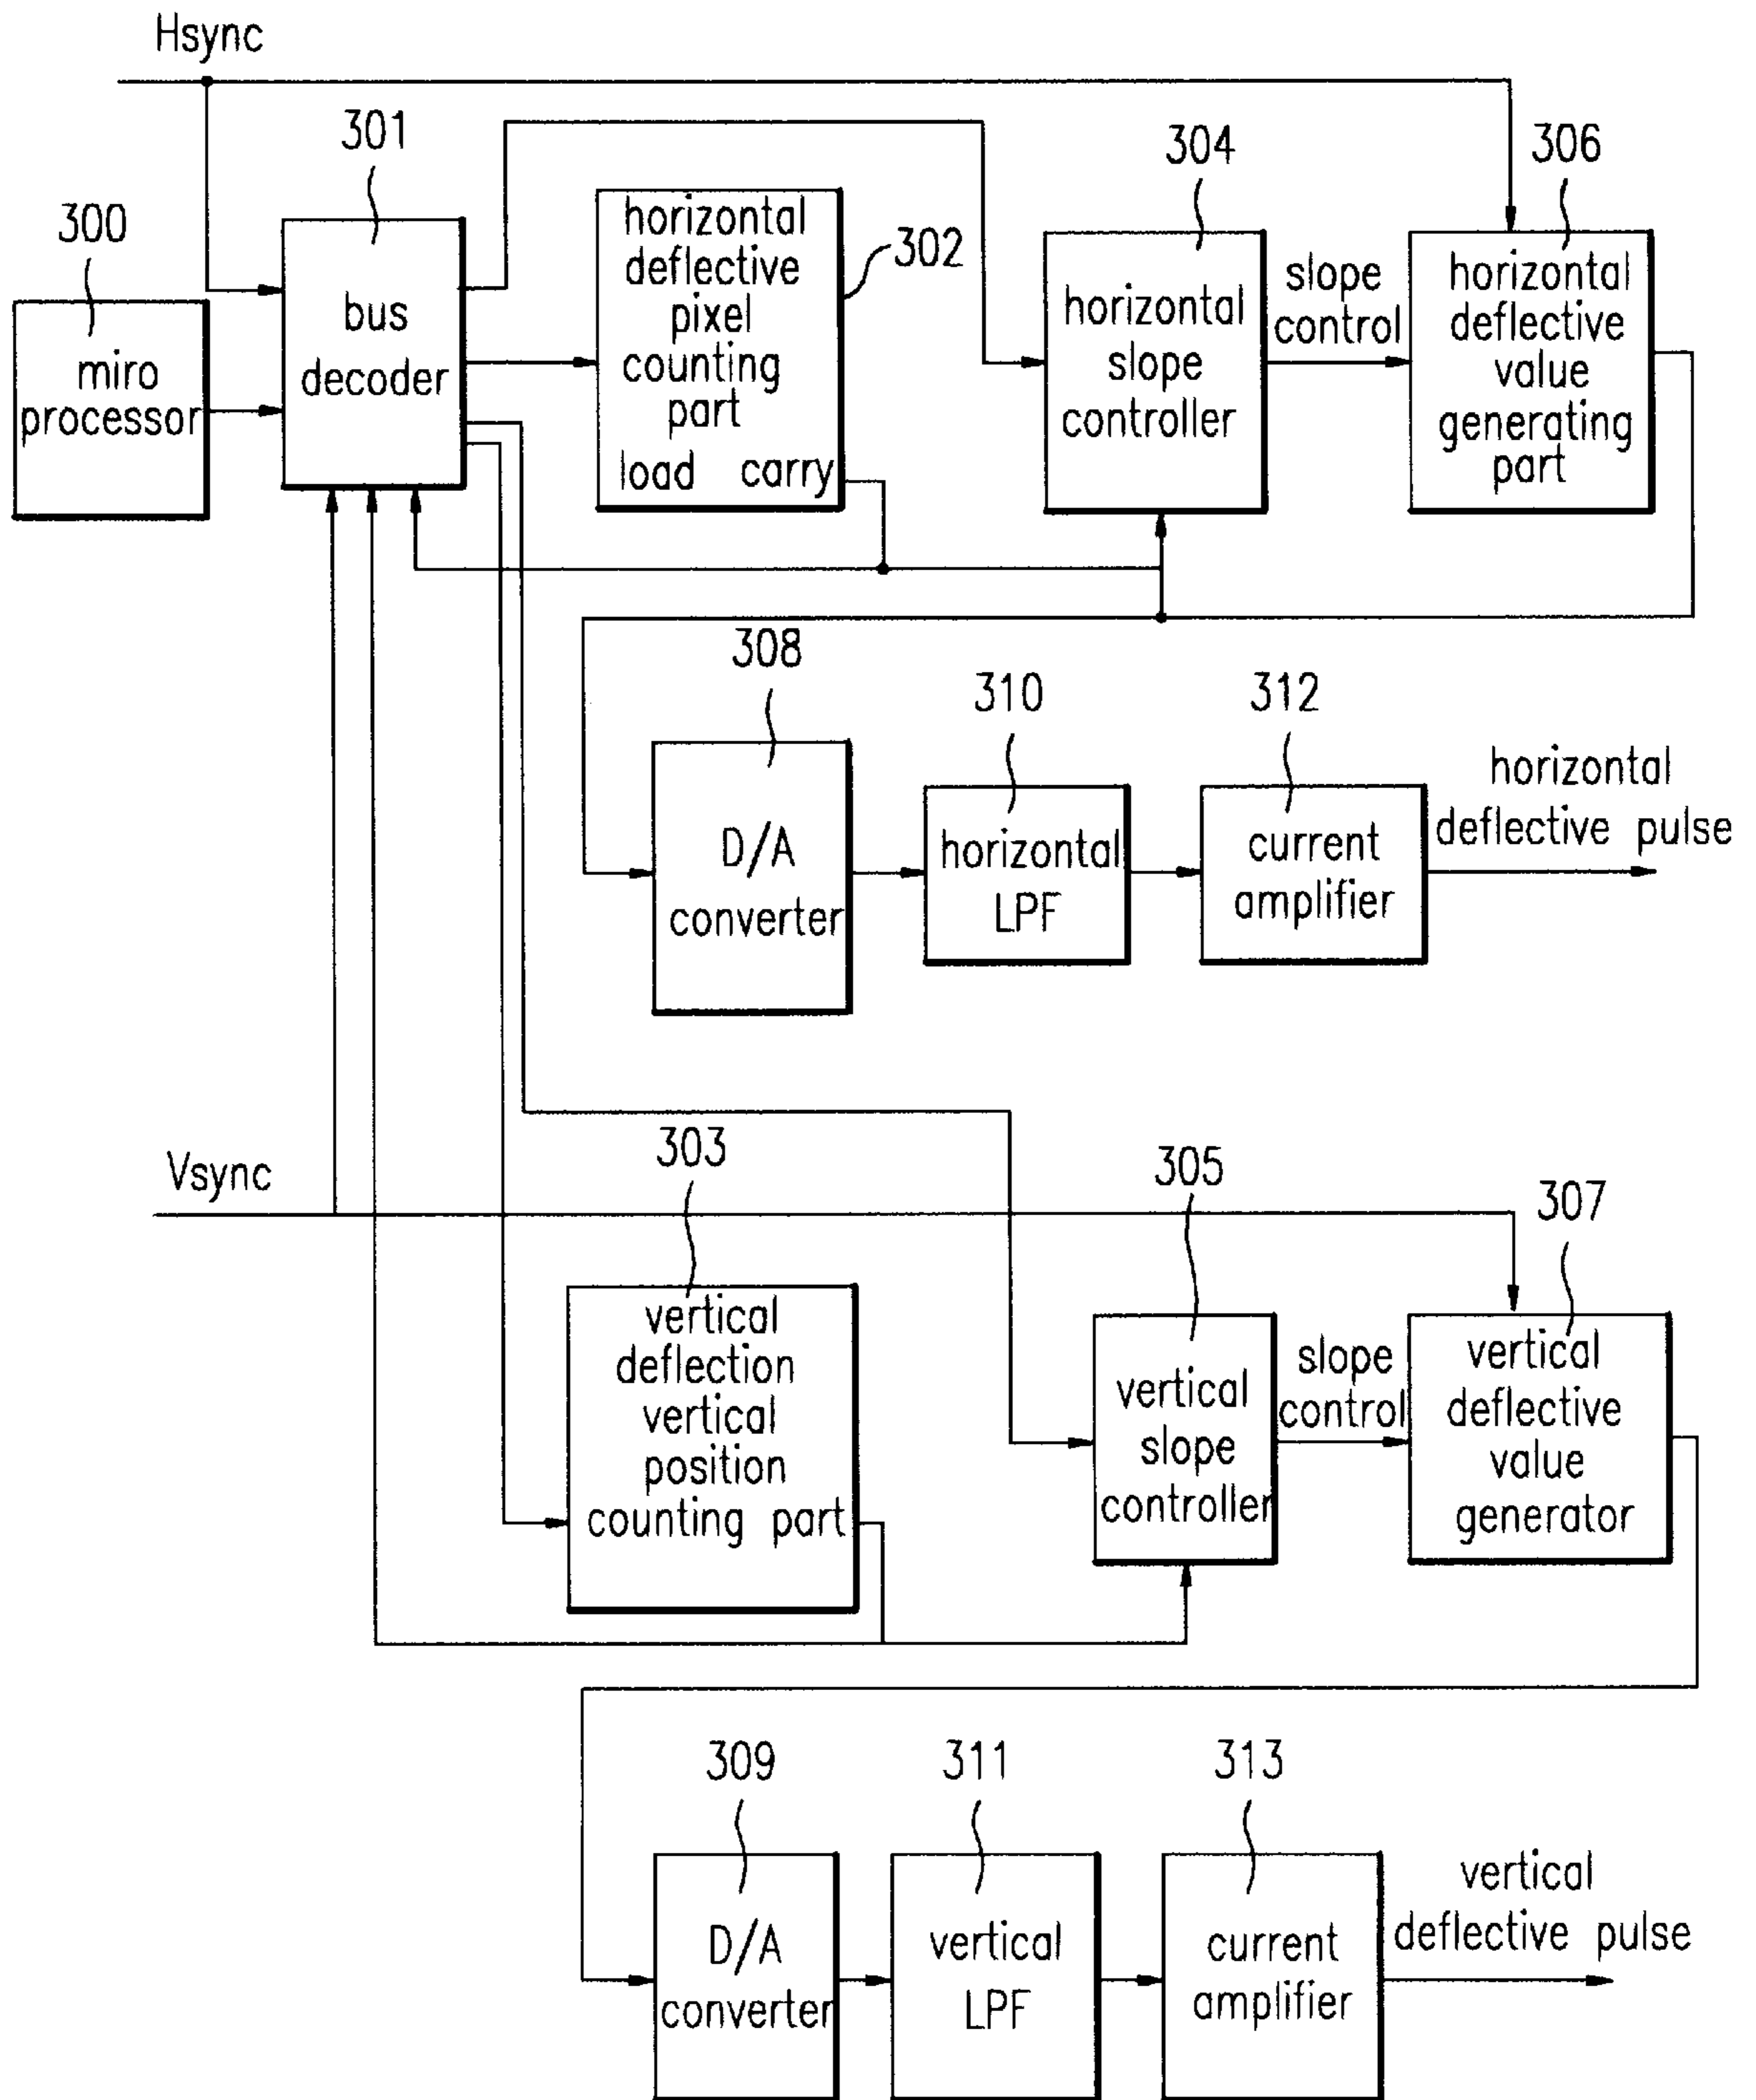 Hsync
301
304
306
300
302
miro
processor
bus
decoder
horizontal
deflective
pixel
counting
part
load carry
horizontal
slope
controller
slope
control
horizontal
deflective
value
generating
part
308
310
312
D/A
converter
horizontal
LPF
current
amplifier
horizontal
deflective pulse
Vsync
303
305
307
vertical
deflection
vertical
position
counting part
vertical
slope
controller
slope
control
vertical
deflective
value
generator
309
311
313
D/A
converter
vertical
LPF
current
amplifier
vertical
deflective pulse